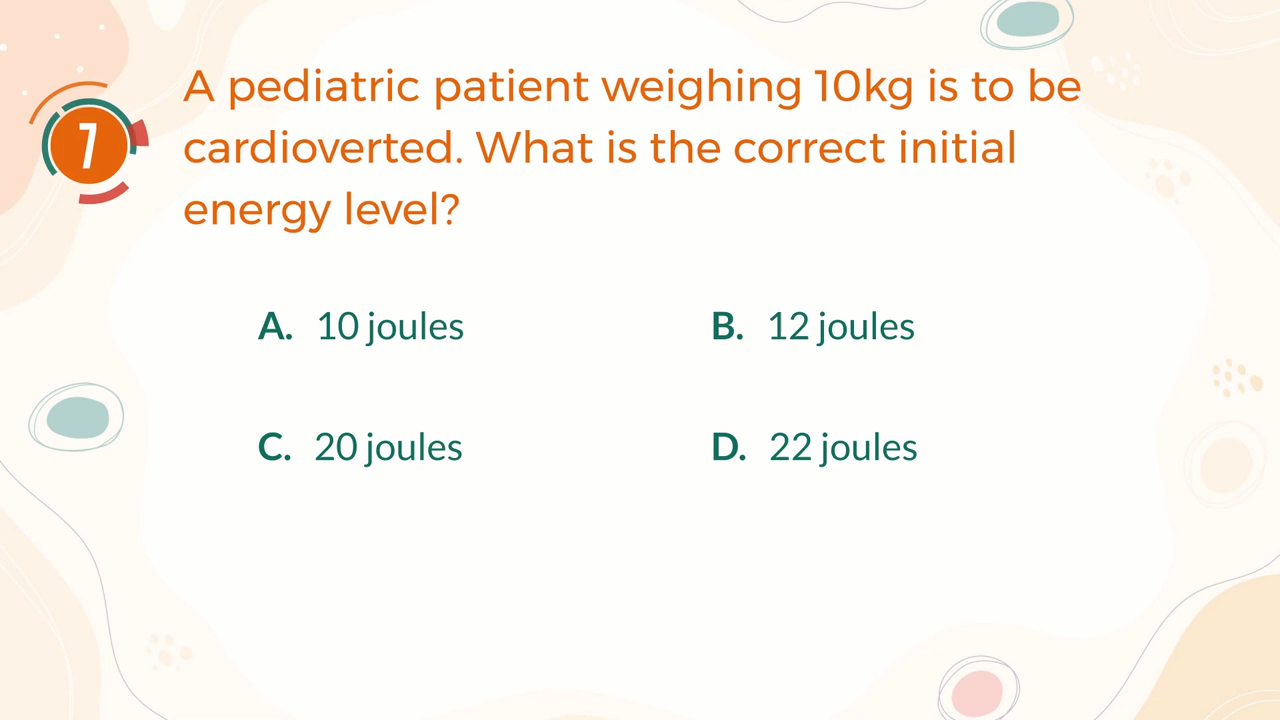 7
A pediatric patient weighing 10kg is to be
cardioverted. What is the correct initial
energy level?
A. 10 joules
B. 12 joules
C. 20 joules
D. 22 joules